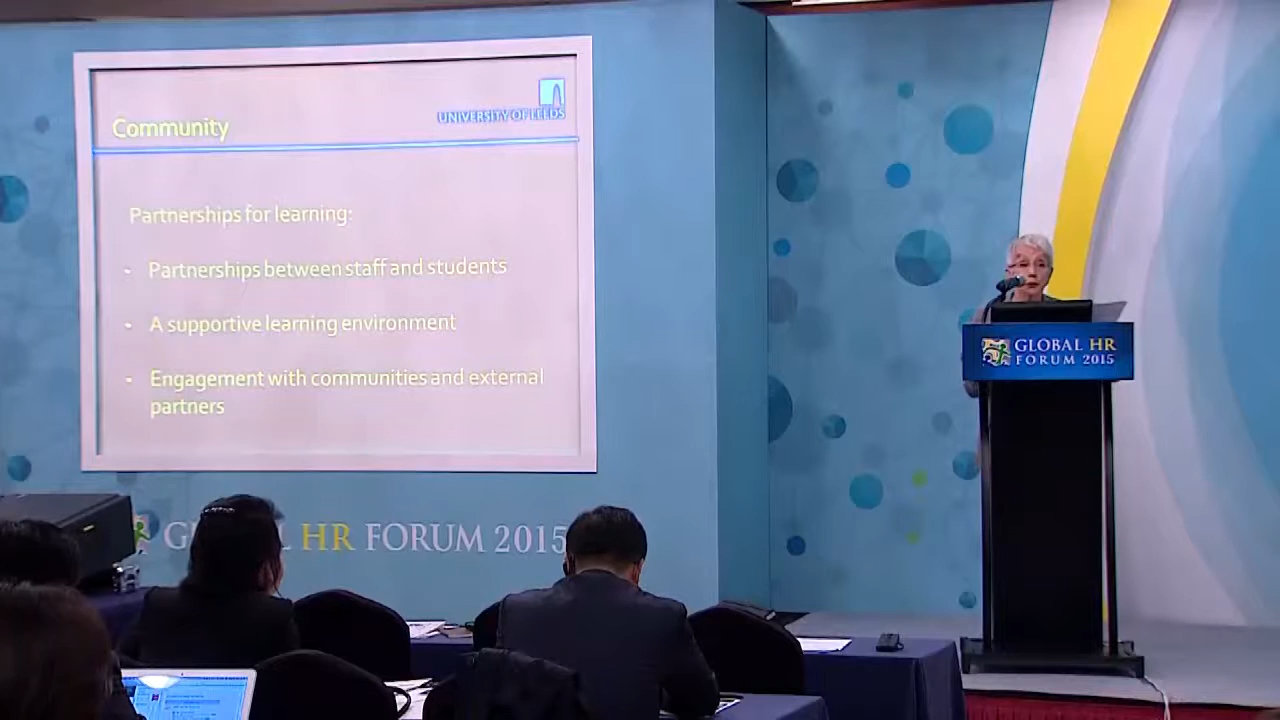 UNIVERSITY OF LEEDS
Community
Partnerships for learning:
- Partnerships between staff and students
- A supportive learning environment
- Engagement with communities and external
partners
GLOBAL HR
FORUM 2015
HR FORUM 2015